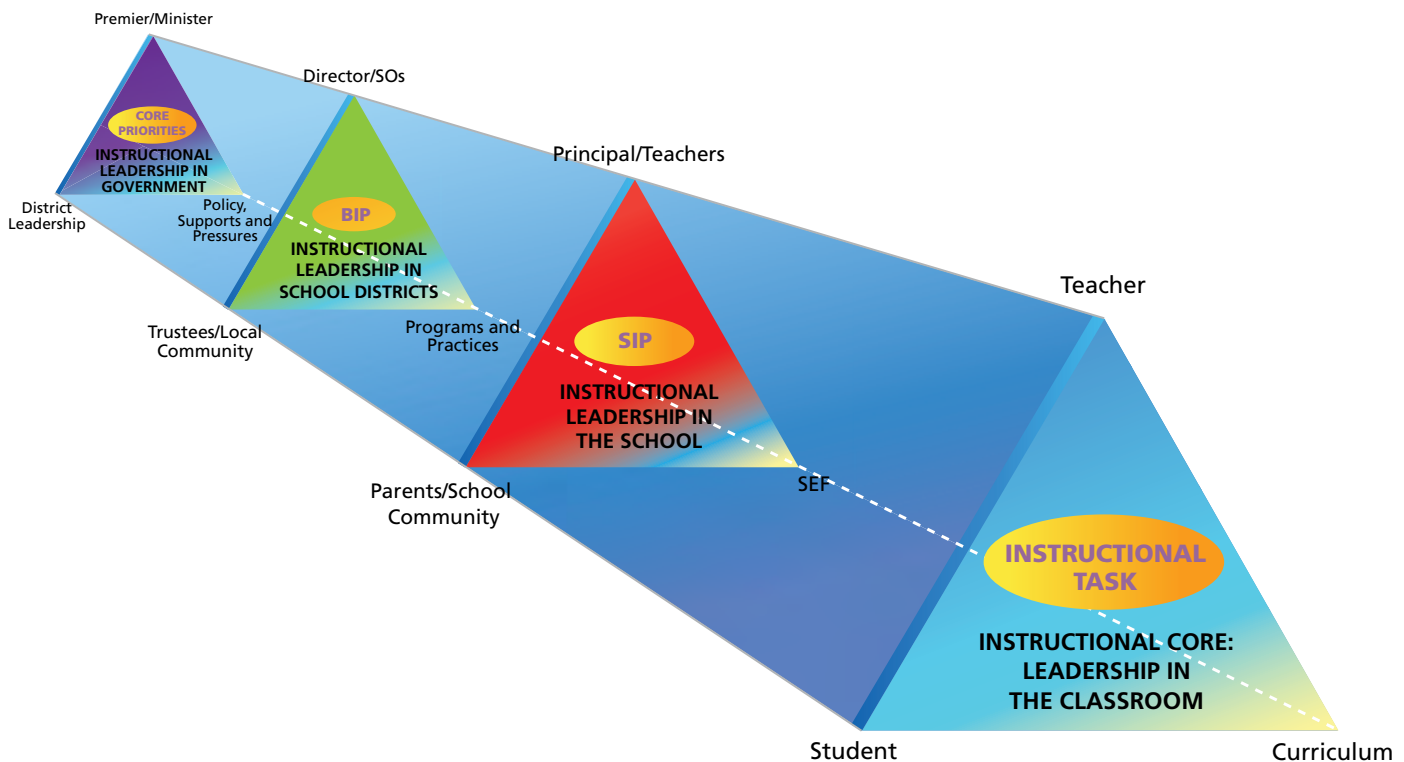 Premier/Minister
CORE
PRIORITIES
INSTRUCTIONAL
LEADERSHIP IN
GOVERNMENT
District
Leadership
Policy,
Supports and
Pressures
Director/SOs
BIP
INSTRUCTIONAL
LEADERSHIP IN
SCHOOL DISTRICTS
Trustees/Local
Community
Programs and
Practices
Principal/Teachers
SIP
INSTRUCTIONAL
LEADERSHIP IN
THE SCHOOL
Parents/School
Community
SEF
Teacher
INSTRUCTIONAL
TASK
INSTRUCTIONAL CORE:
LEADERSHIP IN
THE CLASSROOM
Student
Curriculum